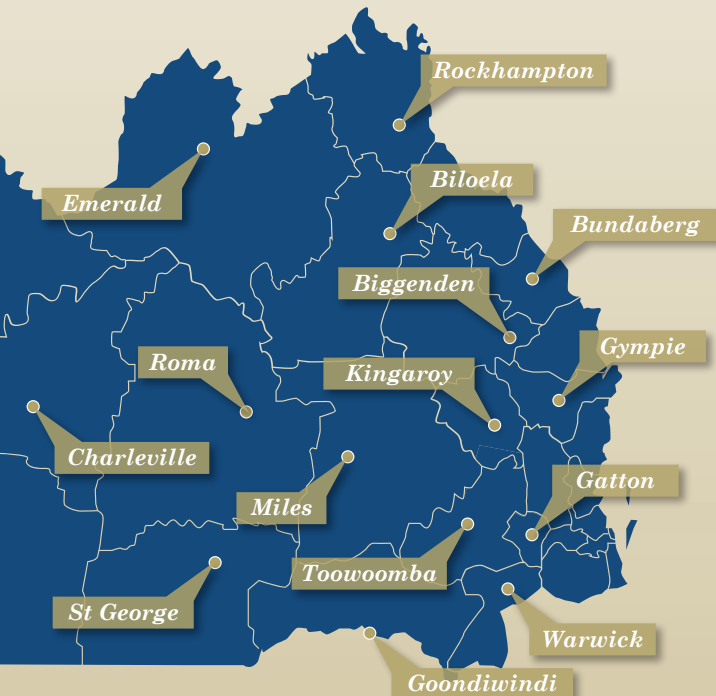 Rockhampton
Biloela
Emerald
Bundaberg
Biggenden
Gympie
Roma
Kingaroy
Charleville
Gatton
Miles
Toowoomba
St George
Warwick
Goondiwindi